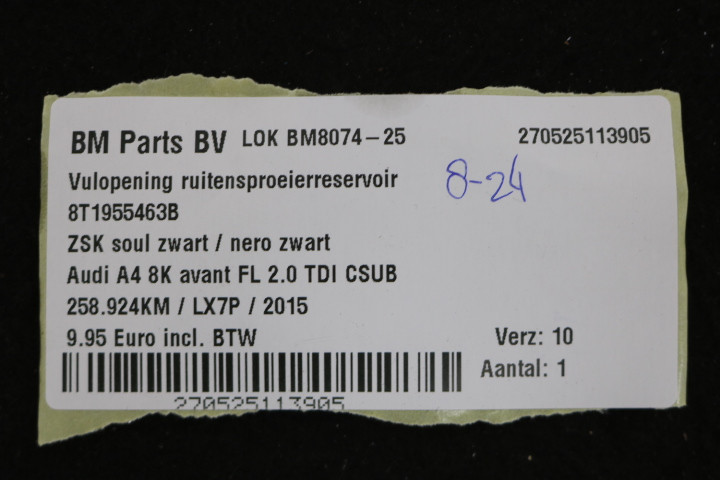 BM Parts BV LOK BM8074-25 270525113905
Vulopening ruitensproeierreservoir 8-24
8T1955463B
ZSK soul zwart / nero zwart
Audi A4 8K avant FL 2.0 TDI CSUB
258.924KM / LX7P / 2015
9.95 Euro incl. BTW Verz: 10
Aantal: 1
270525113905